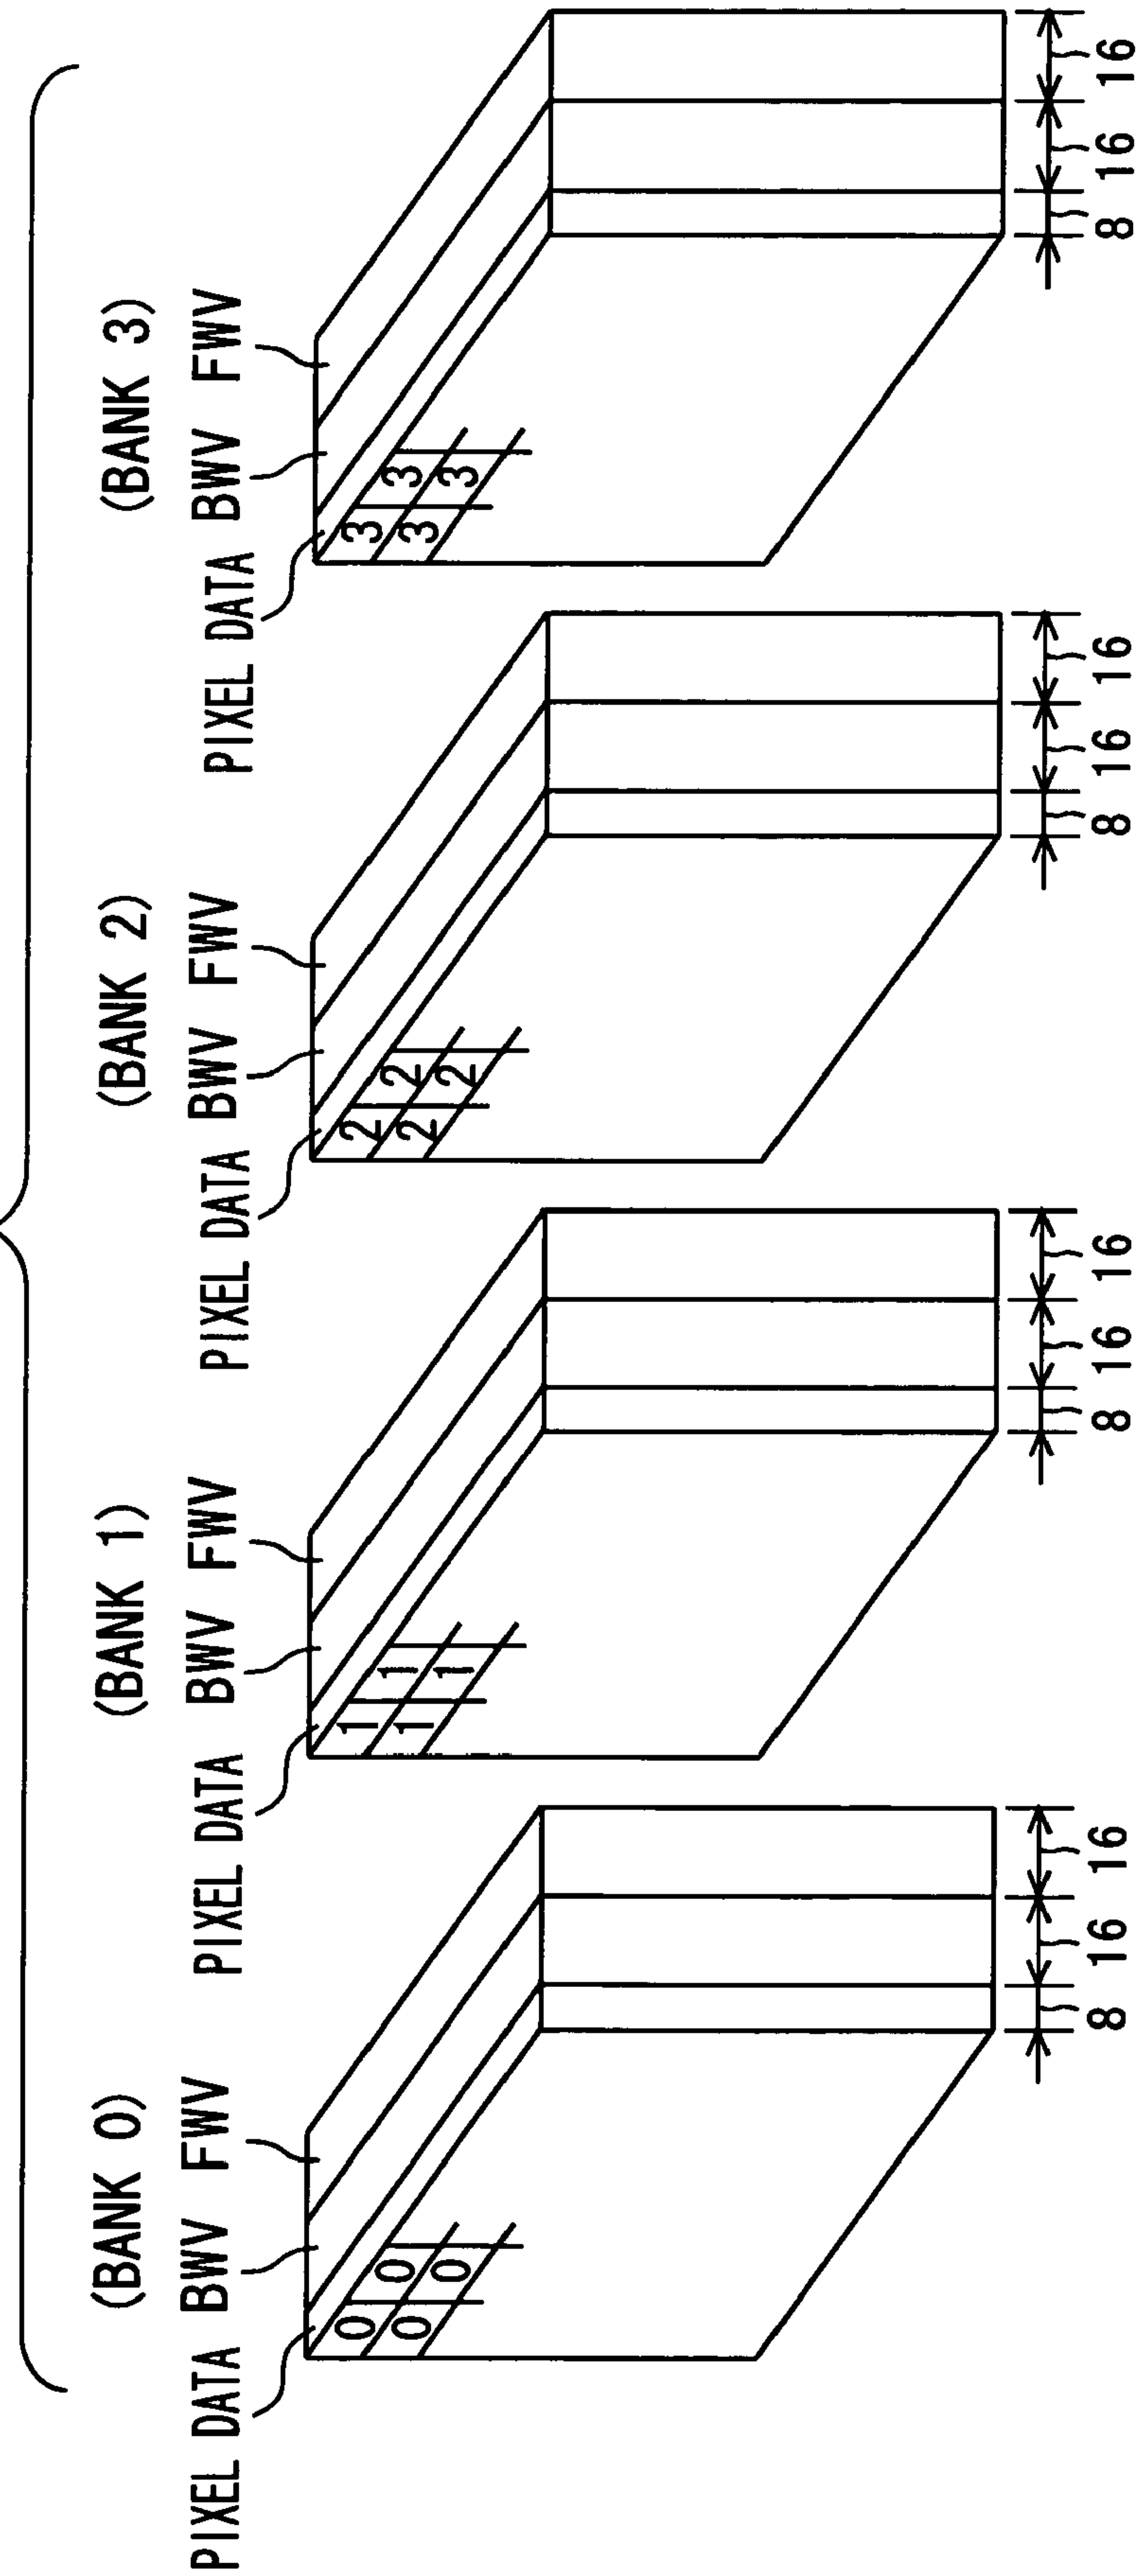 (BANK 0)
PIXEL DATA BWV FWV
0 0
0 0
8 16 16
(BANK 1)
PIXEL DATA BWV FWV
1 1
1 1
8 16 16
(BANK 2)
PIXEL DATA BWV FWV
2 2
2 2
8 16 16
(BANK 3)
PIXEL DATA BWV FWV
3 3
3 3
8 16 16